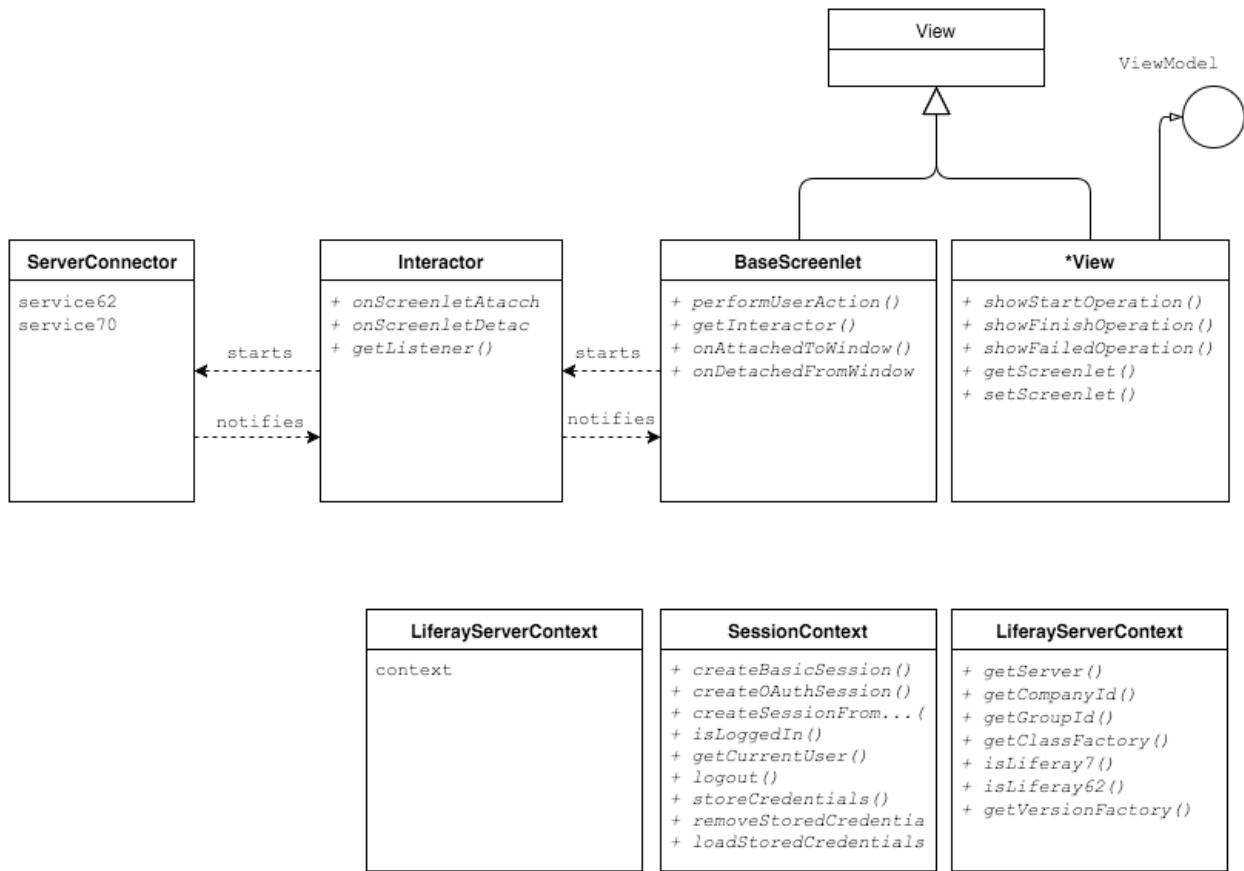 View
ViewModel
ServerConnector
service62
service70
starts
notifies
Interactor
+ onScreenletAtacch
+ onScreenletDetac
+ getListener()
starts
notifies
BaseScreenlet
+ performUserAction()
+ getInteractor()
+ onAttachedToWindow()
+ onDetachedFromWindow
*View
+ showStartOperation()
+ showFinishOperation()
+ showFailedOperation()
+ getScreenlet()
+ setScreenlet()
LiferayServerContext
context
SessionContext
+ createBasicSession()
+ createOAuthSession()
+ createSessionFrom...(
+ isLoggedIn()
+ getCurrentUser()
+ logout()
+ storeCredentials()
+ removeStoredCredentia
+ loadStoredCredentials
LiferayServerContext
+ getServer()
+ getCompanyId()
+ getGroupId()
+ getClassFactory()
+ isLiferay7()
+ isLiferay62()
+ getVersionFactory()